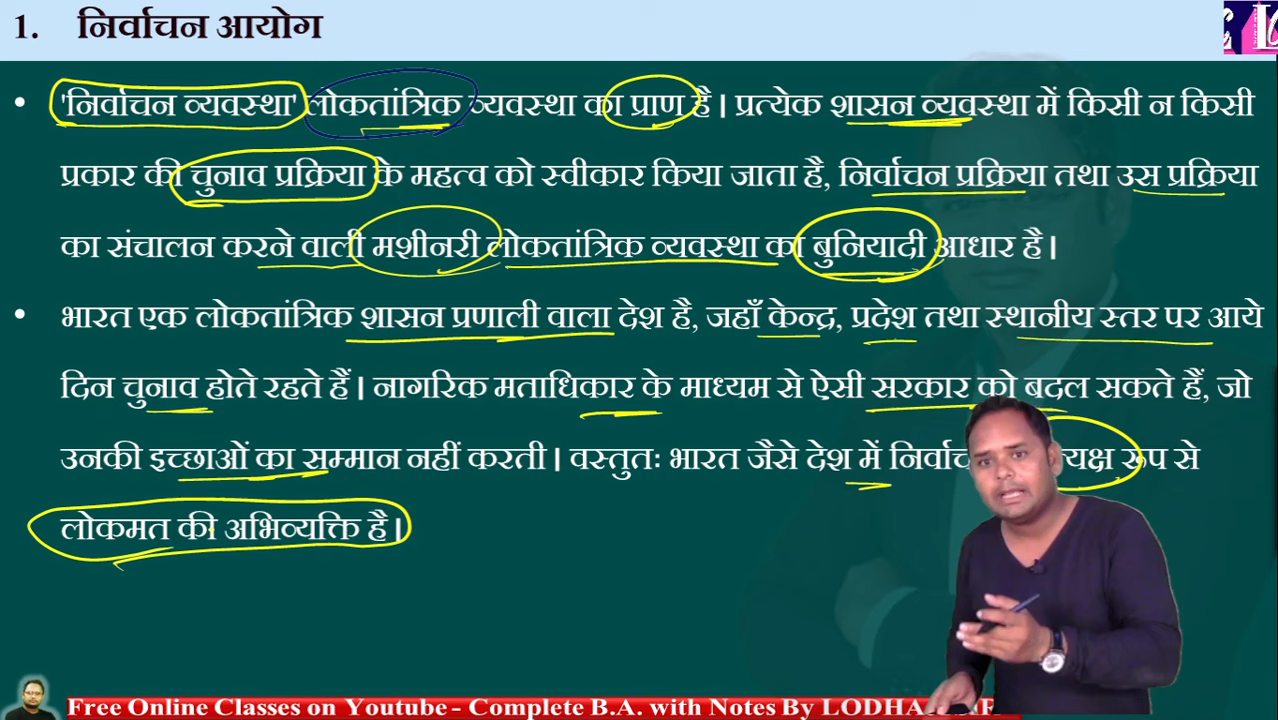 1. निर्वाचन आयोग
• 'निर्वाचन व्यवस्था' लोकतांत्रिक व्यवस्था का प्राण है। प्रत्येक शासन व्यवस्था में किसी न किसी
प्रकार की चुनाव प्रक्रिया के महत्व को स्वीकार किया जाता है, निर्वाचन प्रक्रिया तथा उस प्रक्रिया
का संचालन करने वाली मशीनरी लोकतांत्रिक व्यवस्था का बुनियादी आधार है।
• भारत एक लोकतांत्रिक शासन प्रणाली वाला देश है, जहाँ केन्द्र, प्रदेश तथा स्थानीय स्तर पर आये
दिन चुनाव होते रहते हैं। नागरिक मताधिकार के माध्यम से ऐसी सरकार को बदल सकते हैं, जो
उनकी इच्छाओं का सम्मान नहीं करती। वस्तुतः भारत जैसे देश में रूप से
लोकमत की अभिव्यक्ति है।
Free Online Classes on Youtube - Complete B.A. with Notes By